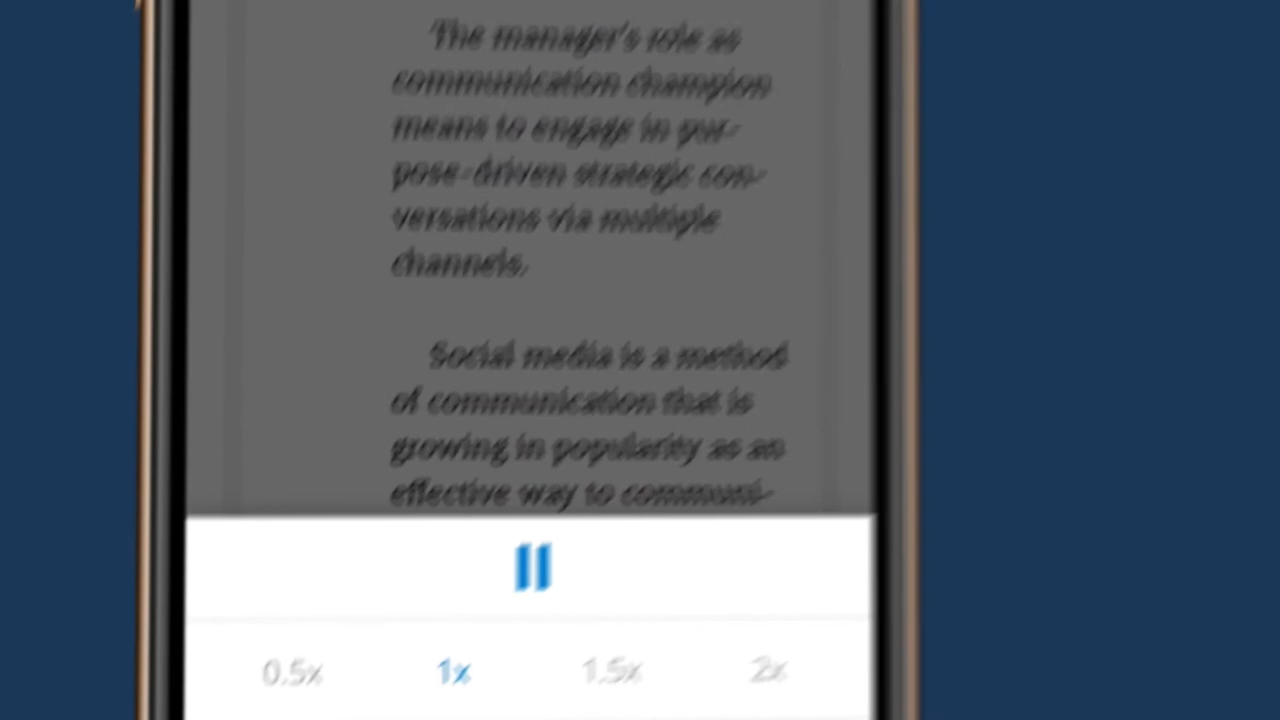 The manager's role as
communication champion
means to engage in pur-
pose-driven strategic con-
versations via multiple
channels.
Social media is a method
of communication that is
growing in popularity as an
effective way to communi-
0.5x 1x 1.5x 2x